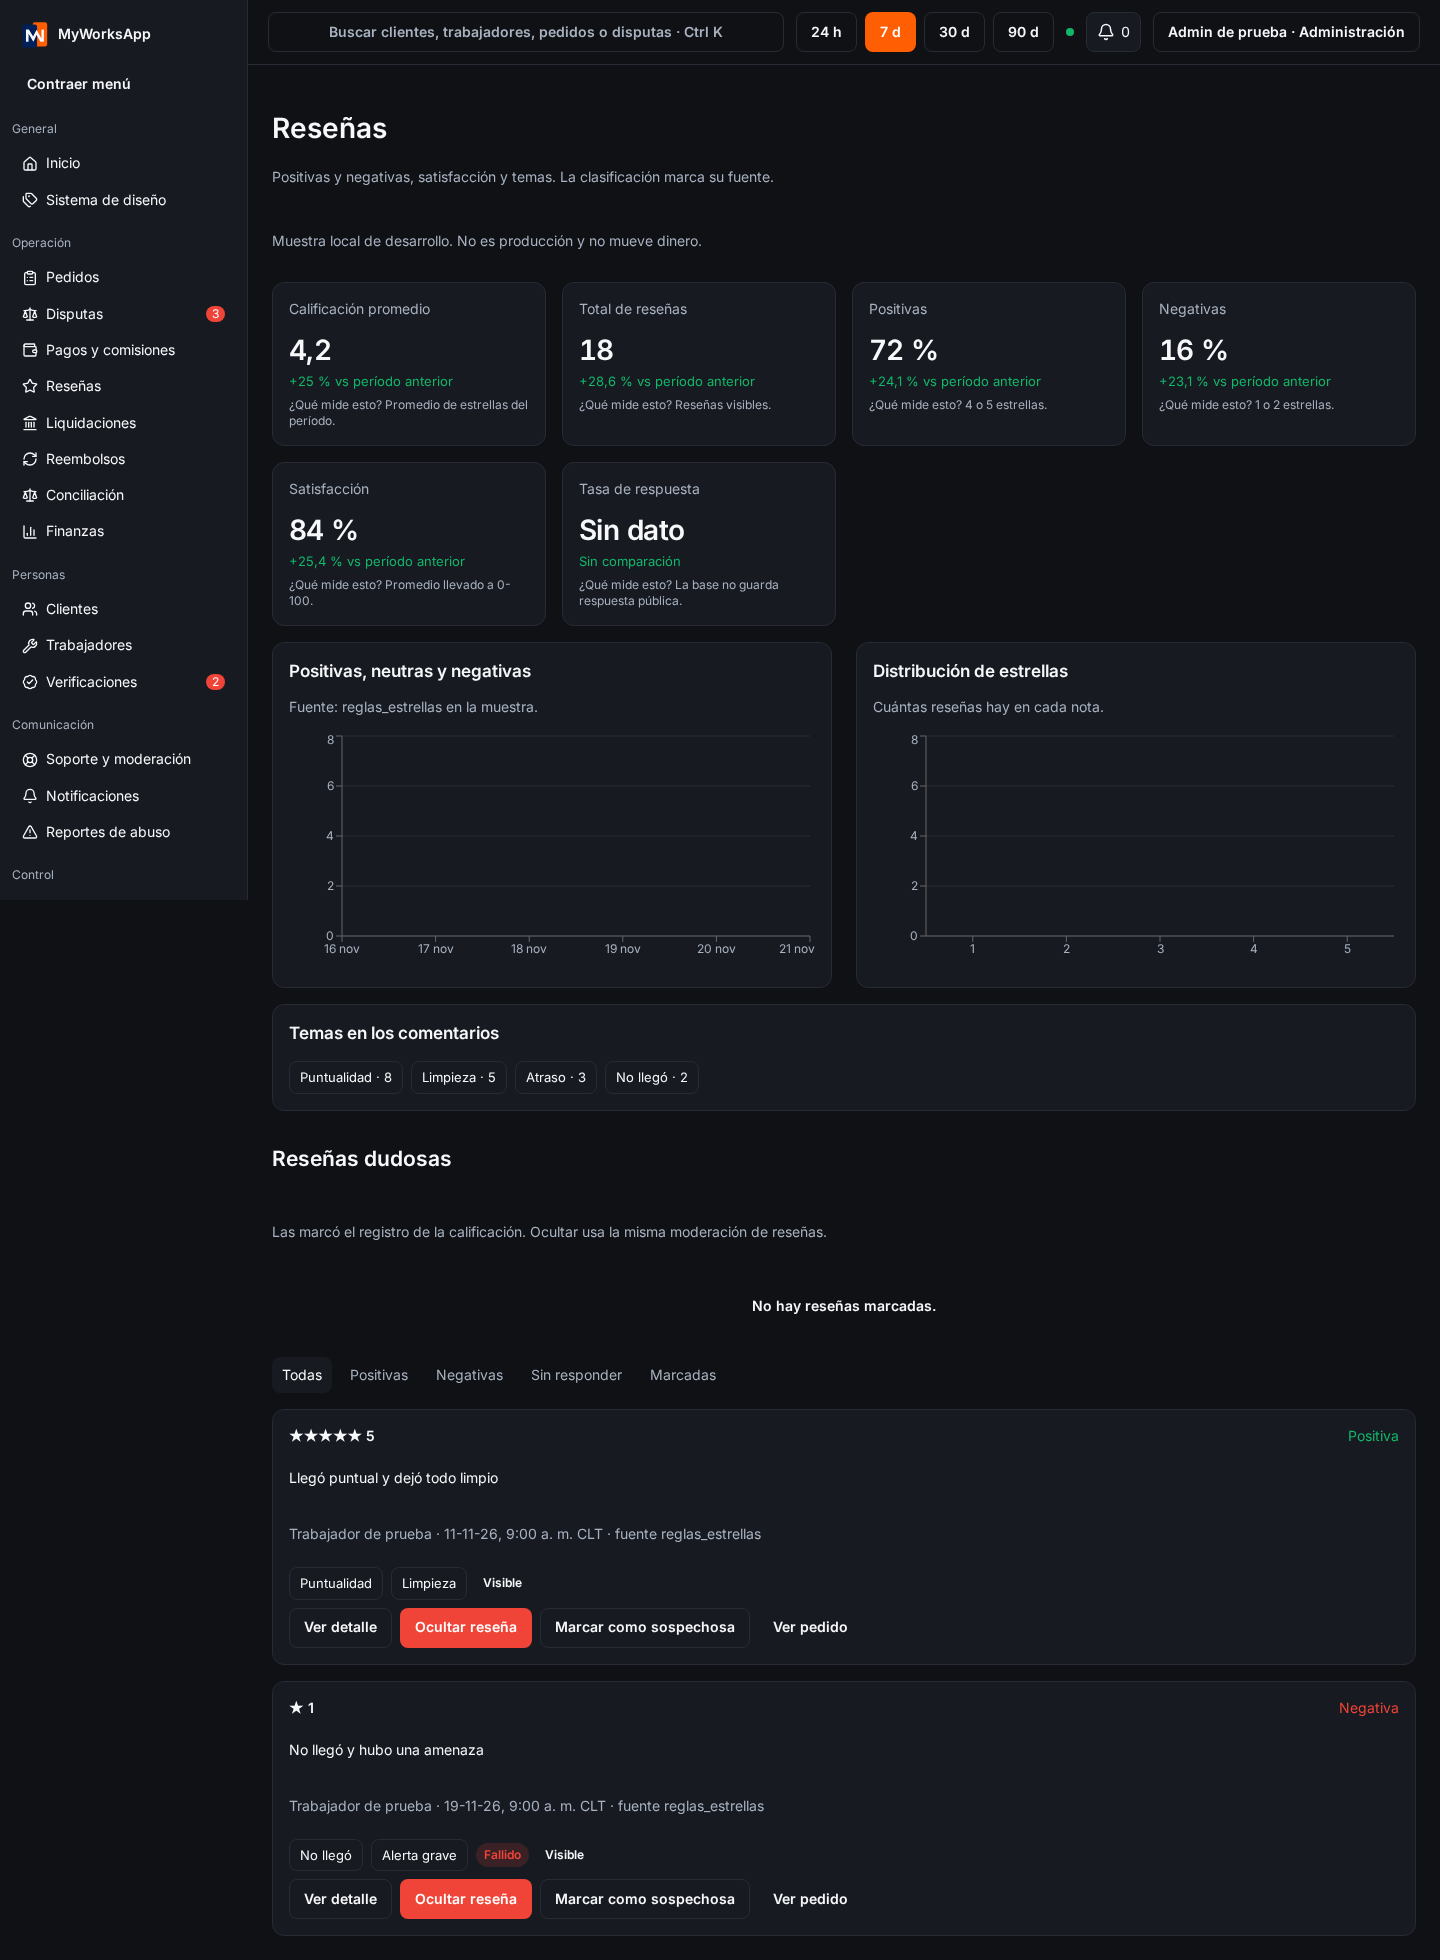 MyWorksApp
Contraer menú
General
Inicio
Sistema de diseño
Operación
Pedidos
Disputas 3
Pagos y comisiones
Reseñas
Liquidaciones
Reembolsos
Conciliación
Finanzas
Personas
Clientes
Trabajadores
Verificaciones 2
Comunicación
Soporte y moderación
Notificaciones
Reportes de abuso
Control
Buscar clientes, trabajadores, pedidos o disputas · Ctrl K
24 h
7 d
30 d
90 d
0
Admin de prueba · Administración
Reseñas
Positivas y negativas, satisfacción y temas. La clasificación marca su fuente.
Muestra local de desarrollo. No es producción y no mueve dinero.
Calificación promedio
4,2
+25 % vs período anterior
¿Qué mide esto? Promedio de estrellas del
período.
Total de reseñas
18
+28,6 % vs período anterior
¿Qué mide esto? Reseñas visibles.
Positivas
72 %
+24,1 % vs período anterior
¿Qué mide esto? 4 o 5 estrellas.
Negativas
16 %
+23,1 % vs período anterior
¿Qué mide esto? 1 o 2 estrellas.
Satisfacción
84 %
+25,4 % vs período anterior
¿Qué mide esto? Promedio llevado a 0-
100.
Tasa de respuesta
Sin dato
Sin comparación
¿Qué mide esto? La base no guarda
respuesta pública.
Positivas, neutras y negativas
Fuente: reglas_estrellas en la muestra.
8
6
4
2
0
16 nov 17 nov 18 nov 19 nov 20 nov 21 nov
Distribución de estrellas
Cuántas reseñas hay en cada nota.
8
6
4
2
0
1 2 3 4 5
Temas en los comentarios
Puntualidad · 8
Limpieza · 5
Atraso · 3
No llegó · 2
Reseñas dudosas
Las marcó el registro de la calificación. Ocultar usa la misma moderación de reseñas.
No hay reseñas marcadas.
Todas Positivas Negativas Sin responder Marcadas
★★★★★ 5
Positiva
Llegó puntual y dejó todo limpio
Trabajador de prueba · 11-11-26, 9:00 a. m. CLT · fuente reglas_estrellas
Puntualidad Limpieza Visible
Ver detalle Ocultar reseña Marcar como sospechosa Ver pedido
★ 1
Negativa
No llegó y hubo una amenaza
Trabajador de prueba · 19-11-26, 9:00 a. m. CLT · fuente reglas_estrellas
No llegó Alerta grave Fallido Visible
Ver detalle Ocultar reseña Marcar como sospechosa Ver pedido